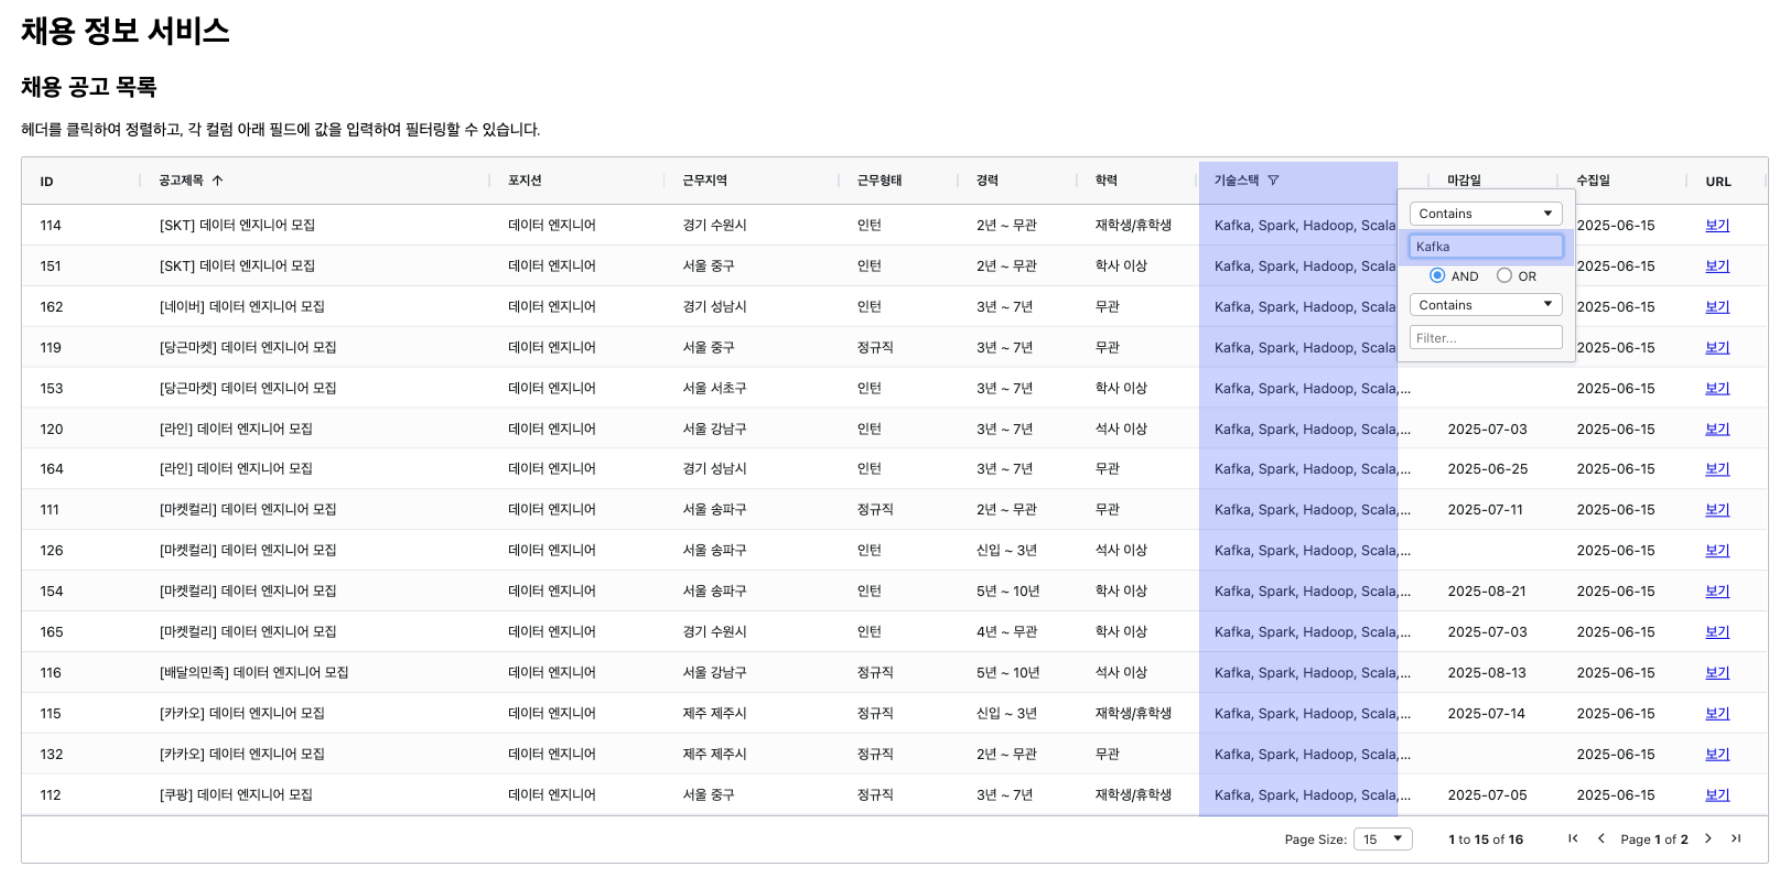 채용 정보 서비스
채용 공고 목록
헤더를 클릭하여 정렬하고, 각 컬럼 아래 필드에 값을 입력하여 필터링할 수 있습니다.
ID 공고제목 포지션 근무지역 근무형태 경력 학력 기술스택 마감일 수집일 URL
114 [SKT] 데이터 엔지니어 모집 데이터 엔지니어 경기 수원시 인턴 2년 ~ 무관 재학생/휴학생 Kafka, Spark, Hadoop, Scala 2025-06-15 보기
151 [SKT] 데이터 엔지니어 모집 데이터 엔지니어 서울 중구 인턴 2년 ~ 무관 학사 이상 Kafka, Spark, Hadoop, Scala 2025-06-15 보기
162 [네이버] 데이터 엔지니어 모집 데이터 엔지니어 경기 성남시 인턴 3년 ~ 7년 무관 Kafka, Spark, Hadoop, Scala 2025-06-15 보기
119 [당근마켓] 데이터 엔지니어 모집 데이터 엔지니어 서울 중구 정규직 3년 ~ 7년 무관 Kafka, Spark, Hadoop, Scala 2025-06-15 보기
Contains
Kafka
AND OR
Contains
Filter...
153 [당근마켓] 데이터 엔지니어 모집 데이터 엔지니어 서울 서초구 인턴 3년 ~ 7년 학사 이상 Kafka, Spark, Hadoop, Scala,... 2025-06-15 보기
120 [라인] 데이터 엔지니어 모집 데이터 엔지니어 서울 강남구 인턴 3년 ~ 7년 석사 이상 Kafka, Spark, Hadoop, Scala,... 2025-07-03 2025-06-15 보기
164 [라인] 데이터 엔지니어 모집 데이터 엔지니어 경기 성남시 인턴 3년 ~ 7년 무관 Kafka, Spark, Hadoop, Scala,... 2025-06-25 2025-06-15 보기
111 [마켓컬리] 데이터 엔지니어 모집 데이터 엔지니어 서울 송파구 정규직 2년 ~ 무관 무관 Kafka, Spark, Hadoop, Scala,... 2025-07-11 2025-06-15 보기
126 [마켓컬리] 데이터 엔지니어 모집 데이터 엔지니어 서울 송파구 인턴 신입 ~ 3년 석사 이상 Kafka, Spark, Hadoop, Scala,... 2025-06-15 보기
154 [마켓컬리] 데이터 엔지니어 모집 데이터 엔지니어 서울 송파구 인턴 5년 ~ 10년 학사 이상 Kafka, Spark, Hadoop, Scala,... 2025-08-21 2025-06-15 보기
165 [마켓컬리] 데이터 엔지니어 모집 데이터 엔지니어 경기 수원시 인턴 4년 ~ 무관 학사 이상 Kafka, Spark, Hadoop, Scala,... 2025-07-03 2025-06-15 보기
116 [배달의민족] 데이터 엔지니어 모집 데이터 엔지니어 서울 강남구 정규직 5년 ~ 10년 석사 이상 Kafka, Spark, Hadoop, Scala,... 2025-08-13 2025-06-15 보기
115 [카카오] 데이터 엔지니어 모집 데이터 엔지니어 제주 제주시 정규직 신입 ~ 3년 재학생/휴학생 Kafka, Spark, Hadoop, Scala,... 2025-07-14 2025-06-15 보기
132 [카카오] 데이터 엔지니어 모집 데이터 엔지니어 제주 제주시 정규직 2년 ~ 무관 무관 Kafka, Spark, Hadoop, Scala,... 2025-06-15 보기
112 [쿠팡] 데이터 엔지니어 모집 데이터 엔지니어 서울 중구 정규직 3년 ~ 7년 재학생/휴학생 Kafka, Spark, Hadoop, Scala,... 2025-07-05 2025-06-15 보기
Page Size: 15 1 to 15 of 16 Page 1 of 2